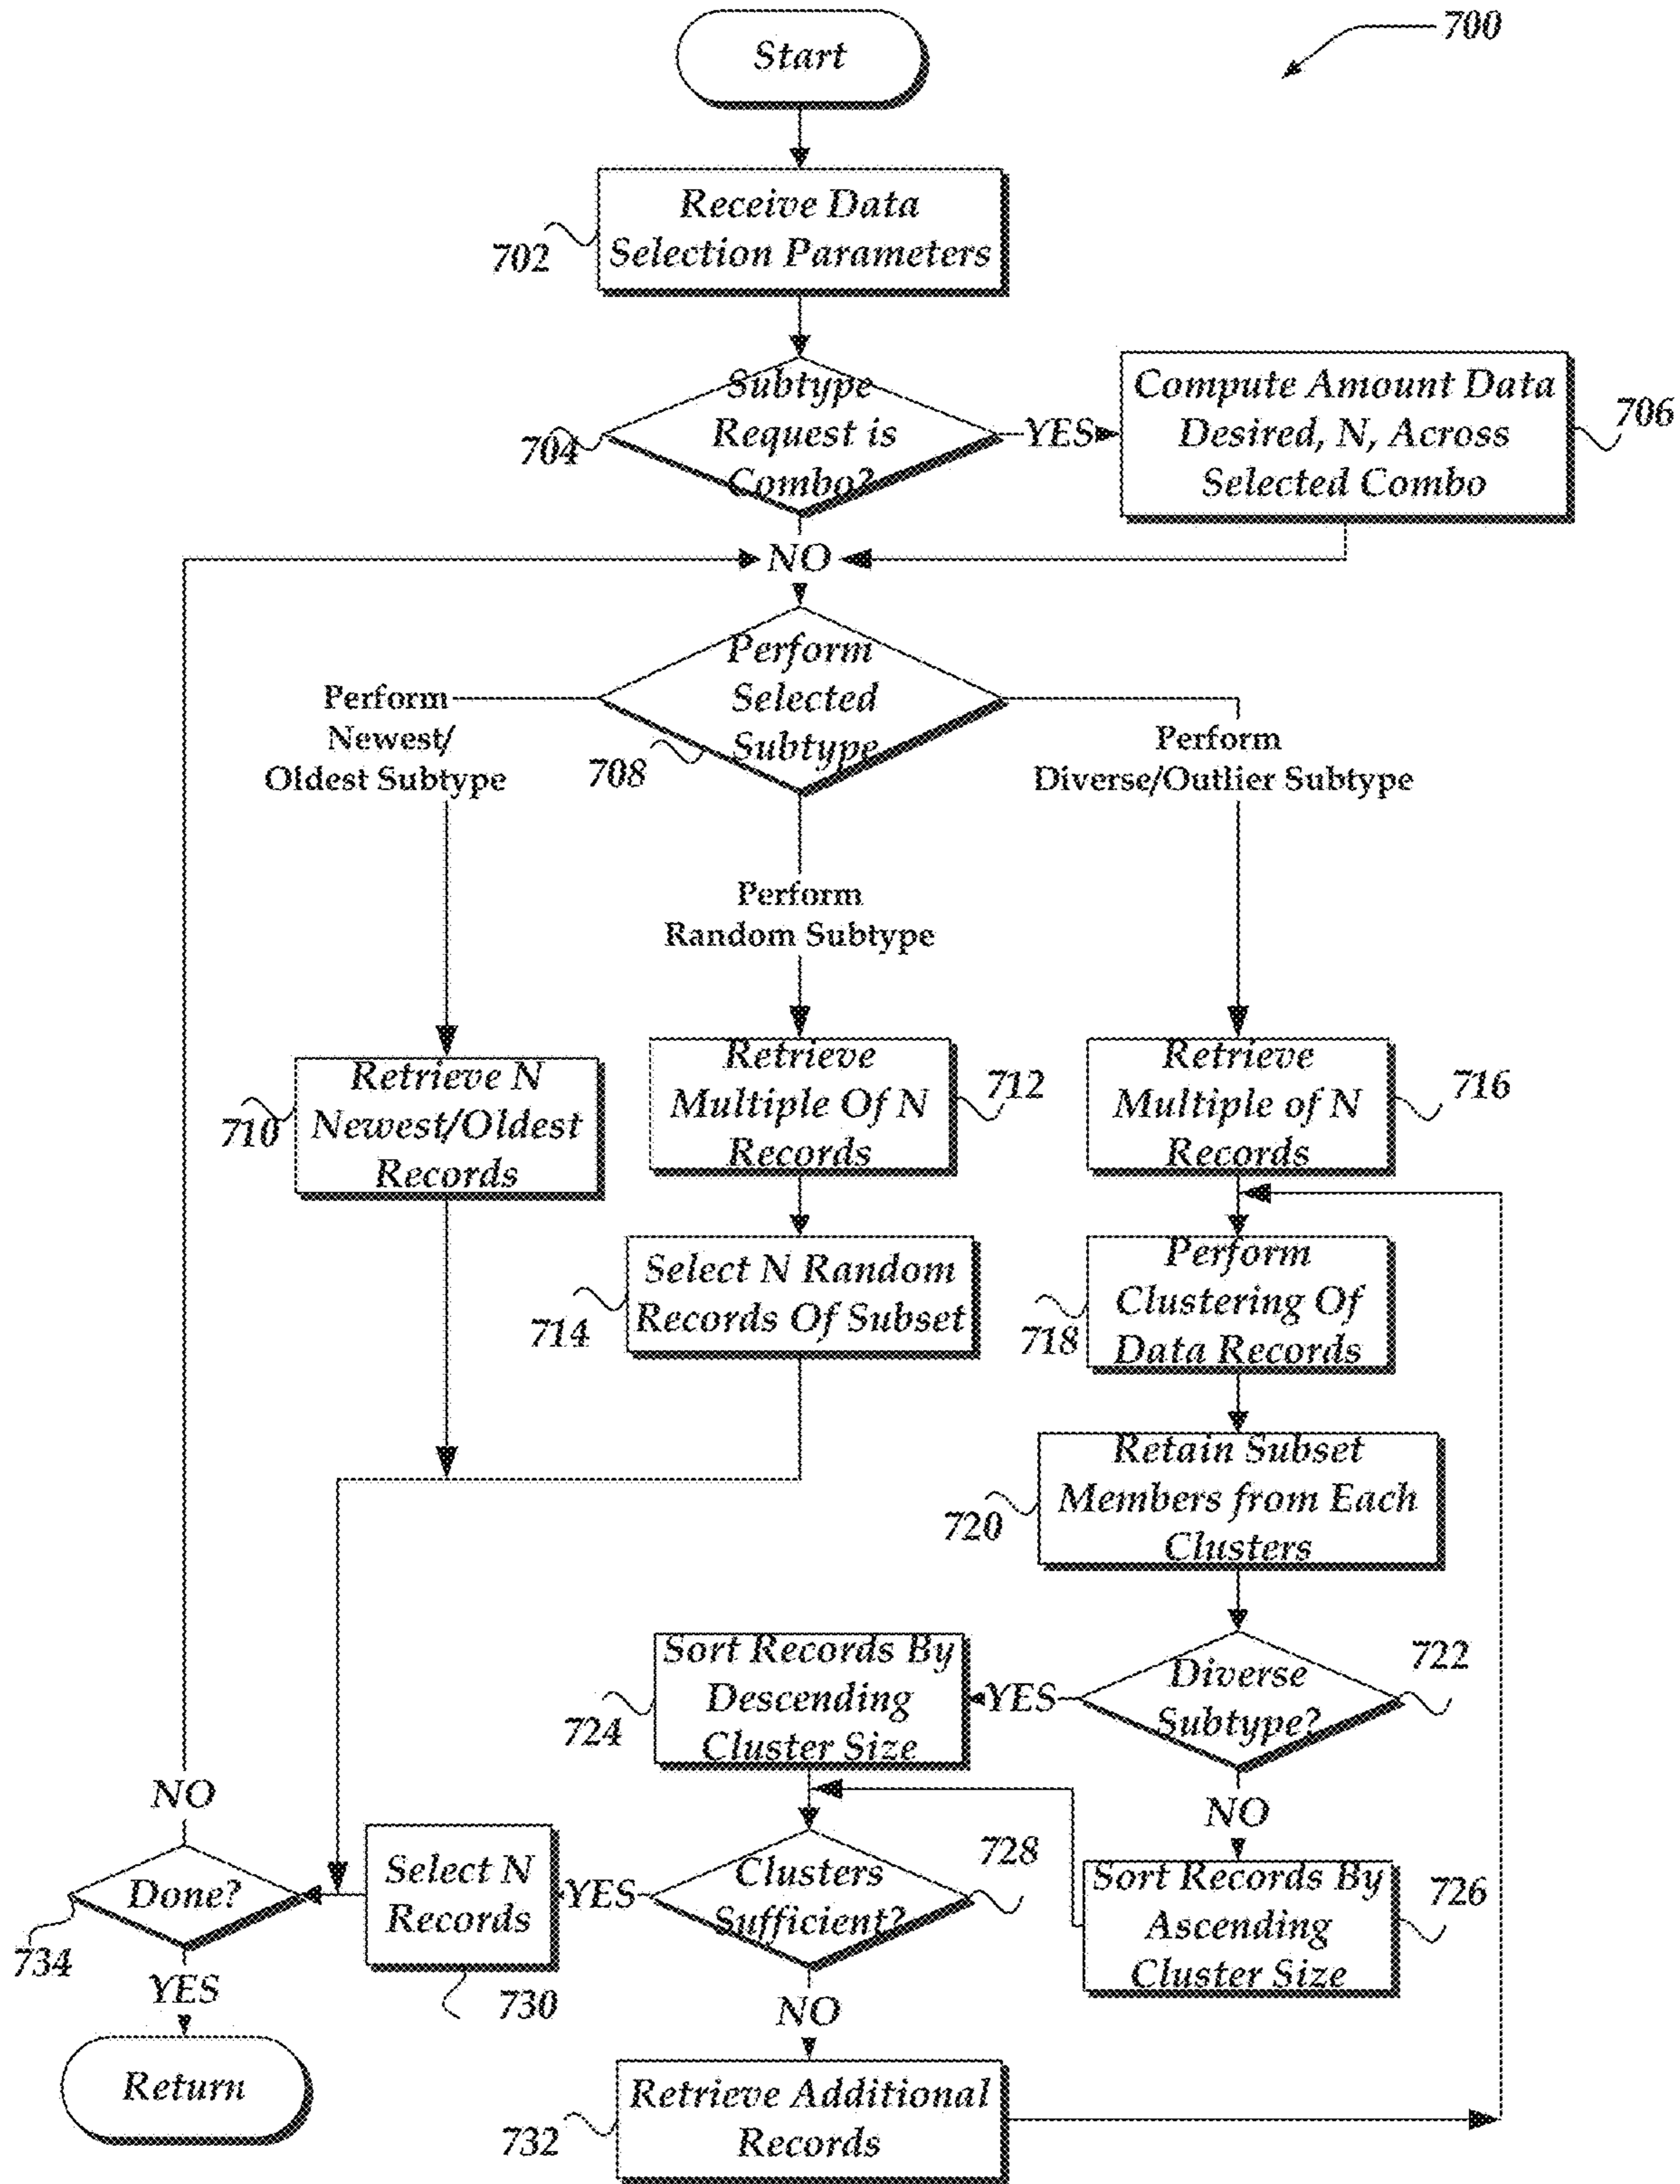 Start
700
Receive Data
Selection Parameters
702
Subtype
Request is
Combo?
704
YES
Compute Amount Data
Desired, N, Across
Selected Combo
706
NO
Perform
Selected
Subtype
708
Perform
Newest/
Oldest Subtype
Perform
Random Subtype
Perform
Diverse/Outlier Subtype
Retrieve N
Newest/Oldest
Records
710
Retrieve
Multiple Of N
Records
712
Retrieve
Multiple of N
Records
716
Select N Random
Records Of Subset
714
Perform
Clustering Of
Data Records
718
Retain Subset
Members from Each
Clusters
720
Diverse
Subtype?
722
YES
Sort Records By
Descending
Cluster Size
724
NO
Sort Records By
Ascending
Cluster Size
726
Clusters
Sufficient?
728
YES
Select N
Records
730
NO
Done?
734
YES
Return
NO
Retrieve Additional
Records
732